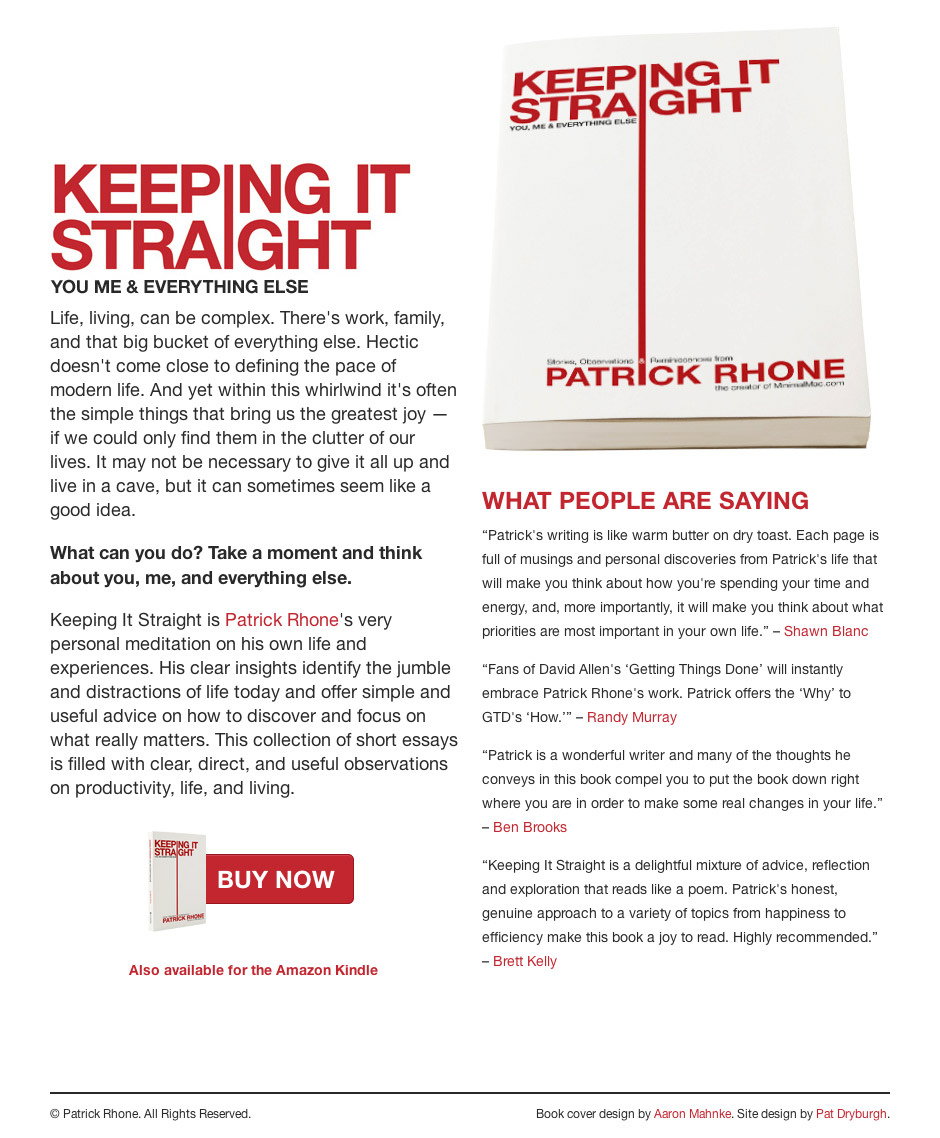 KEEPING IT
STRAIGHT
YOU ME & EVERYTHING ELSE
Life, living, can be complex. There's work, family,
and that big bucket of everything else. Hectic
doesn't come close to defining the pace of
modern life. And yet within this whirlwind it's often
the simple things that bring us the greatest joy —
if we could only find them in the clutter of our
lives. It may not be necessary to give it all up and
live in a cave, but it can sometimes seem like a
good idea.
What can you do? Take a moment and think
about you, me, and everything else.
Keeping It Straight is Patrick Rhone's very
personal meditation on his own life and
experiences. His clear insights identify the jumble
and distractions of life today and offer simple and
useful advice on how to discover and focus on
what really matters. This collection of short essays
is filled with clear, direct, and useful observations
on productivity, life, and living.
KEEPING IT
STRAIGHT
PATRICK RHONE
BUY NOW
Also available for the Amazon Kindle
KEEPING IT
STRAIGHT
YOU, ME & EVERYTHING ELSE
Stories, Observations & Reminiscences from
PATRICK RHONE
the creator of MinimalMac.com
WHAT PEOPLE ARE SAYING
“Patrick's writing is like warm butter on dry toast. Each page is
full of musings and personal discoveries from Patrick's life that
will make you think about how you're spending your time and
energy, and, more importantly, it will make you think about what
priorities are most important in your own life.” – Shawn Blanc
“Fans of David Allen's ‘Getting Things Done’ will instantly
embrace Patrick Rhone's work. Patrick offers the ‘Why’ to
GTD's ‘How.’” – Randy Murray
“Patrick is a wonderful writer and many of the thoughts he
conveys in this book compel you to put the book down right
where you are in order to make some real changes in your life.”
– Ben Brooks
“Keeping It Straight is a delightful mixture of advice, reflection
and exploration that reads like a poem. Patrick's honest,
genuine approach to a variety of topics from happiness to
efficiency make this book a joy to read. Highly recommended.”
– Brett Kelly
© Patrick Rhone. All Rights Reserved.
Book cover design by Aaron Mahnke. Site design by Pat Dryburgh.